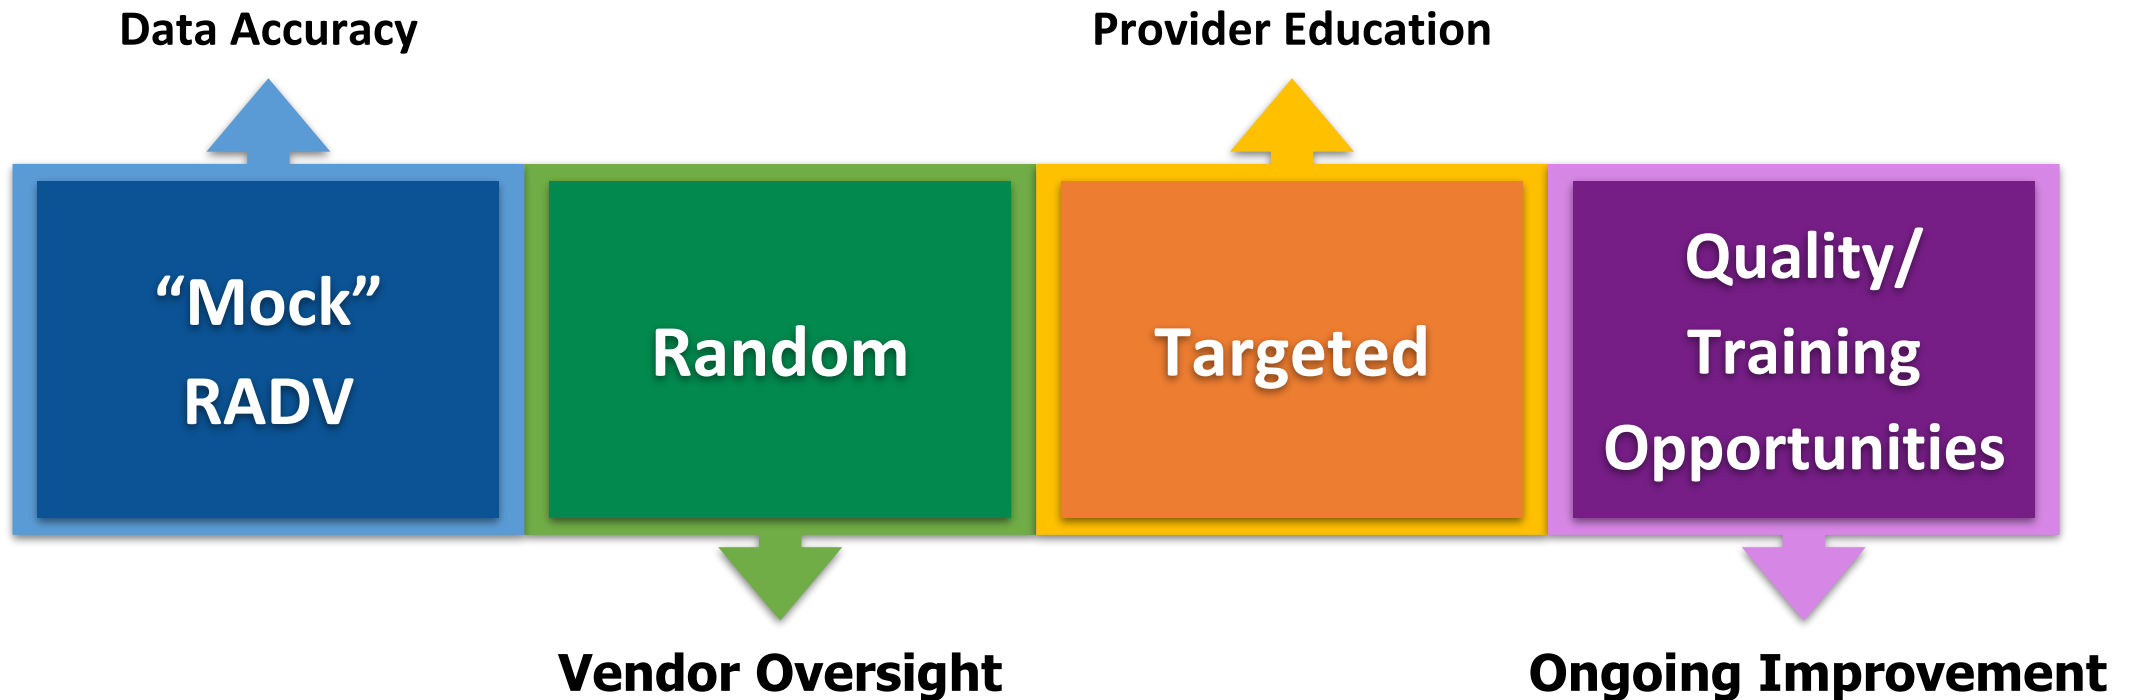 Data Accuracy
Provider Education
“Mock”
RADV
Random
Targeted
Quality/
Training
Opportunities
Vendor Oversight
Ongoing Improvement